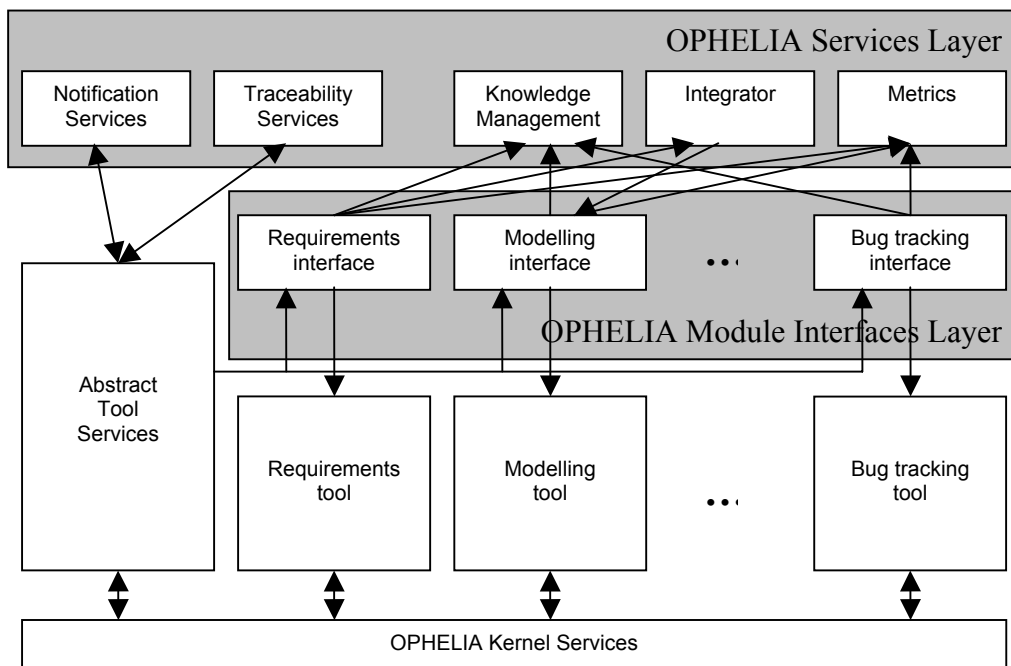 OPHELIA Services Layer
Notification
Services
Traceability
Services
Knowledge
Management
Integrator
Metrics
Requirements
interface
Modelling
interface
...
Bug tracking
interface
OPHELIA Module Interfaces Layer
Abstract
Tool
Services
Requirements
tool
Modelling
tool
...
Bug tracking
tool
OPHELIA Kernel Services